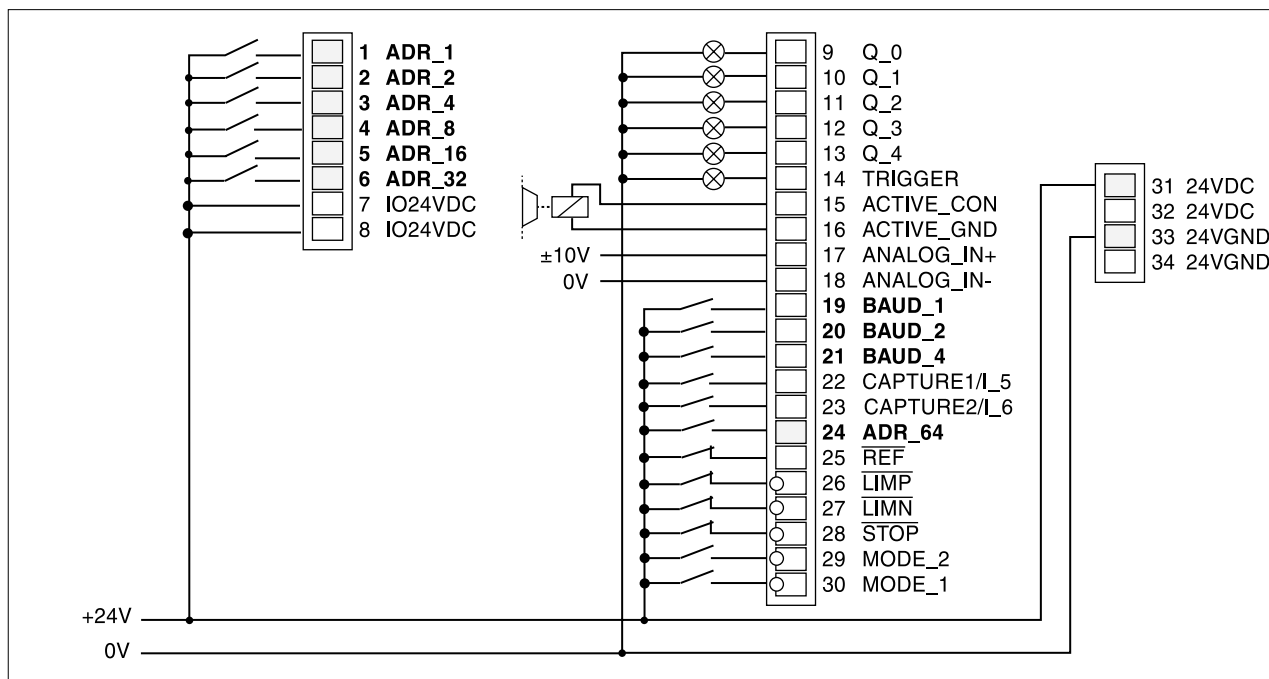 1 ADR_1
2 ADR_2
3 ADR_4
4 ADR_8
5 ADR_16
6 ADR_32
7 IO24VDC
8 IO24VDC
9 Q_0
10 Q_1
11 Q_2
12 Q_3
13 Q_4
14 TRIGGER
15 ACTIVE_CON
16 ACTIVE_GND
±10V 17 ANALOG_IN+
0V 18 ANALOG_IN-
19 BAUD_1
20 BAUD_2
21 BAUD_4
22 CAPTURE1/I_5
23 CAPTURE2/I_6
24 ADR_64
25 REF
26 LIMP
27 LIMN
28 STOP
29 MODE_2
30 MODE_1
31 24VDC
32 24VDC
33 24VGND
34 24VGND
+24V
0V